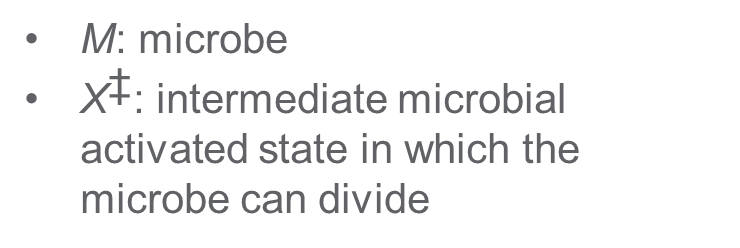 • M: microbe
• X‡: intermediate microbial
activated state in which the
microbe can divide